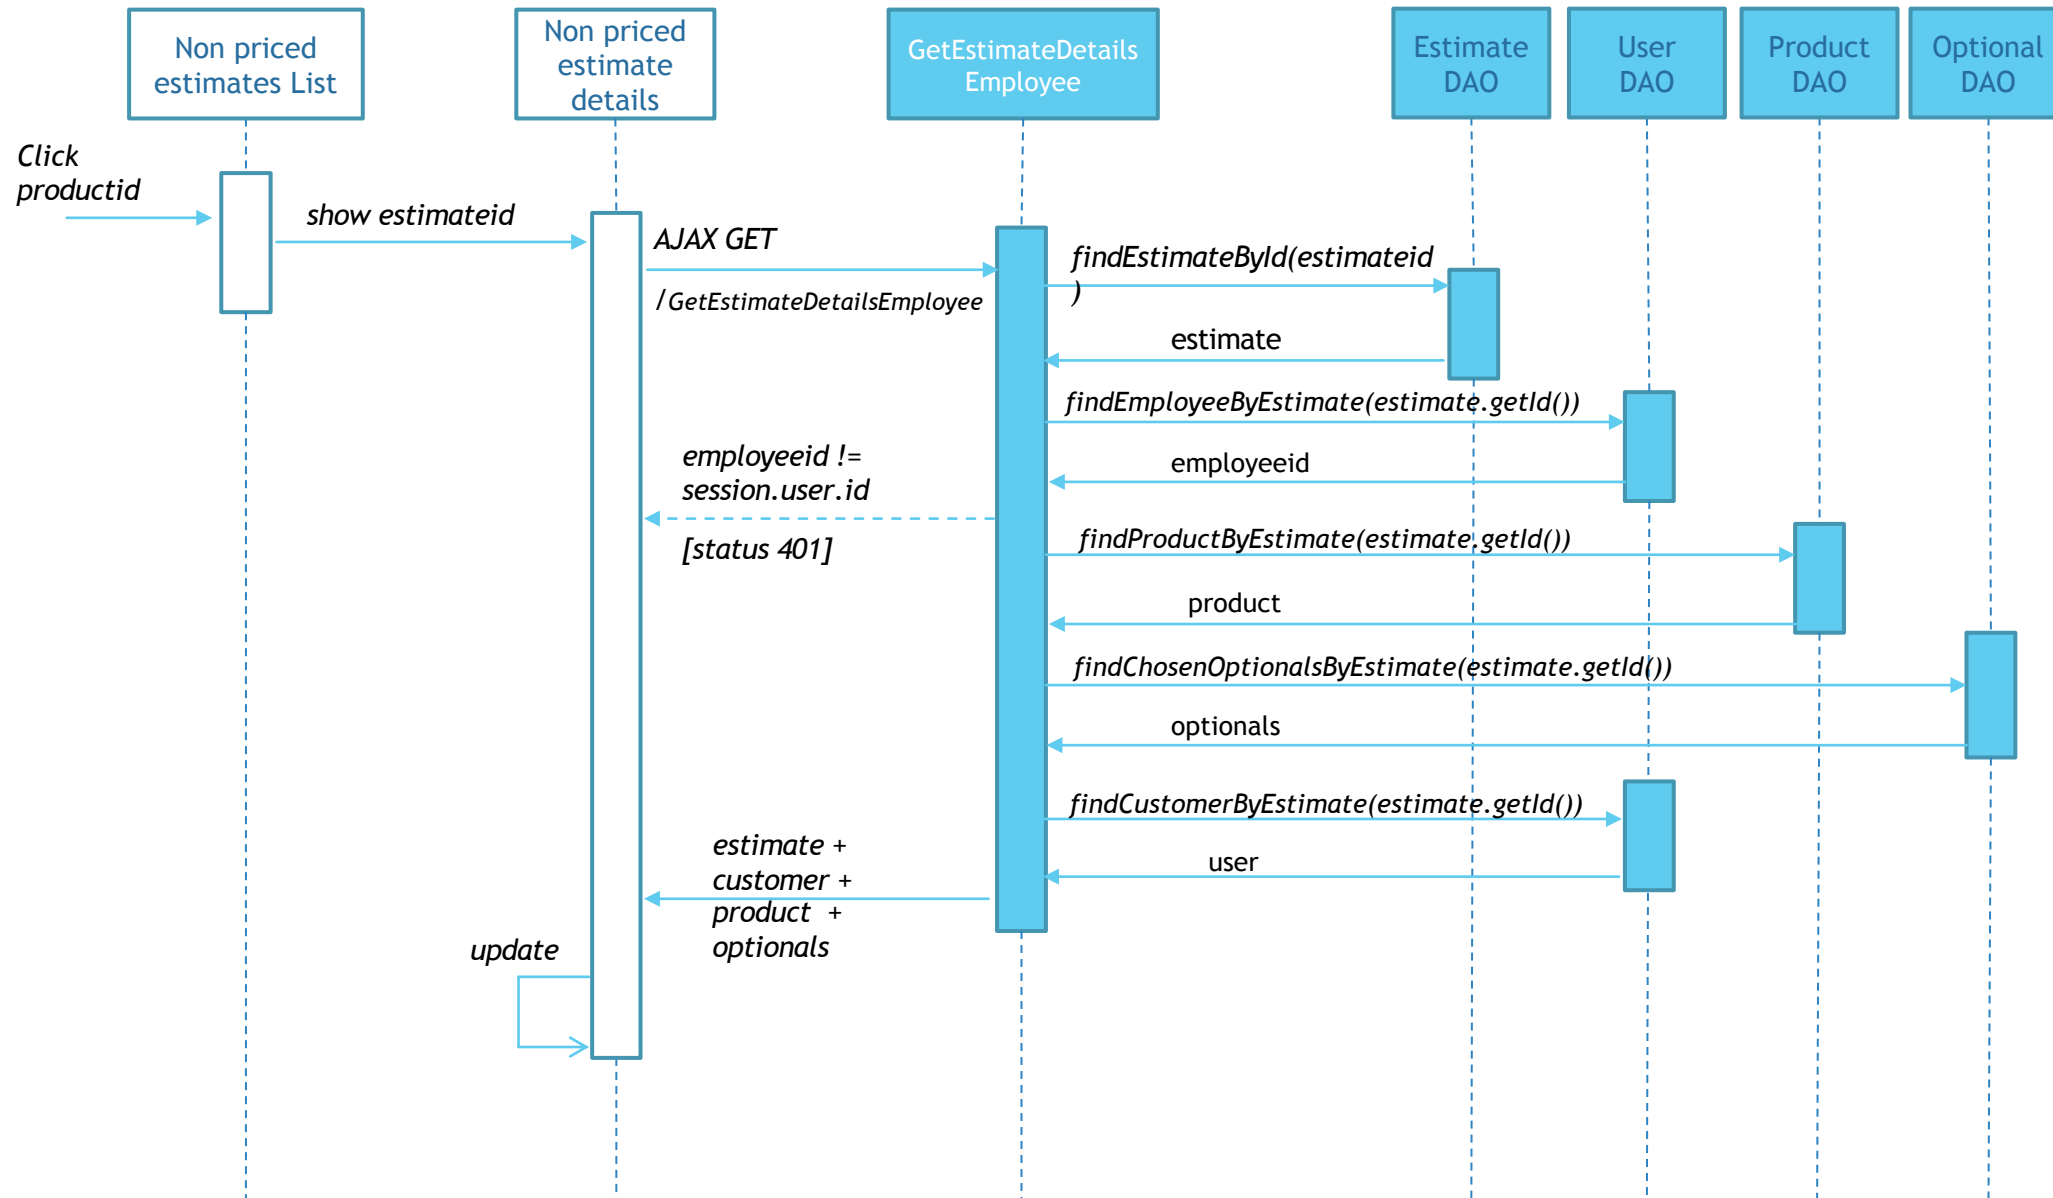 Non priced
estimates List
Non priced
estimate
details
GetEstimateDetails
Employee
Estimate
DAO
User
DAO
Product
DAO
Optional
DAO
Click
productid
show estimateid
AJAX GET
/GetEstimateDetailsEmployee
findEstimateById(estimateid
)
estimate
findEmployeeByEstimate(estimate.getId())
employeeid
employeeid !=
session.user.id
[status 401]
findProductByEstimate(estimate.getId())
product
findChosenOptionalsByEstimate(estimate.getId())
optionals
findCustomerByEstimate(estimate.getId())
user
estimate +
customer +
product +
optionals
update